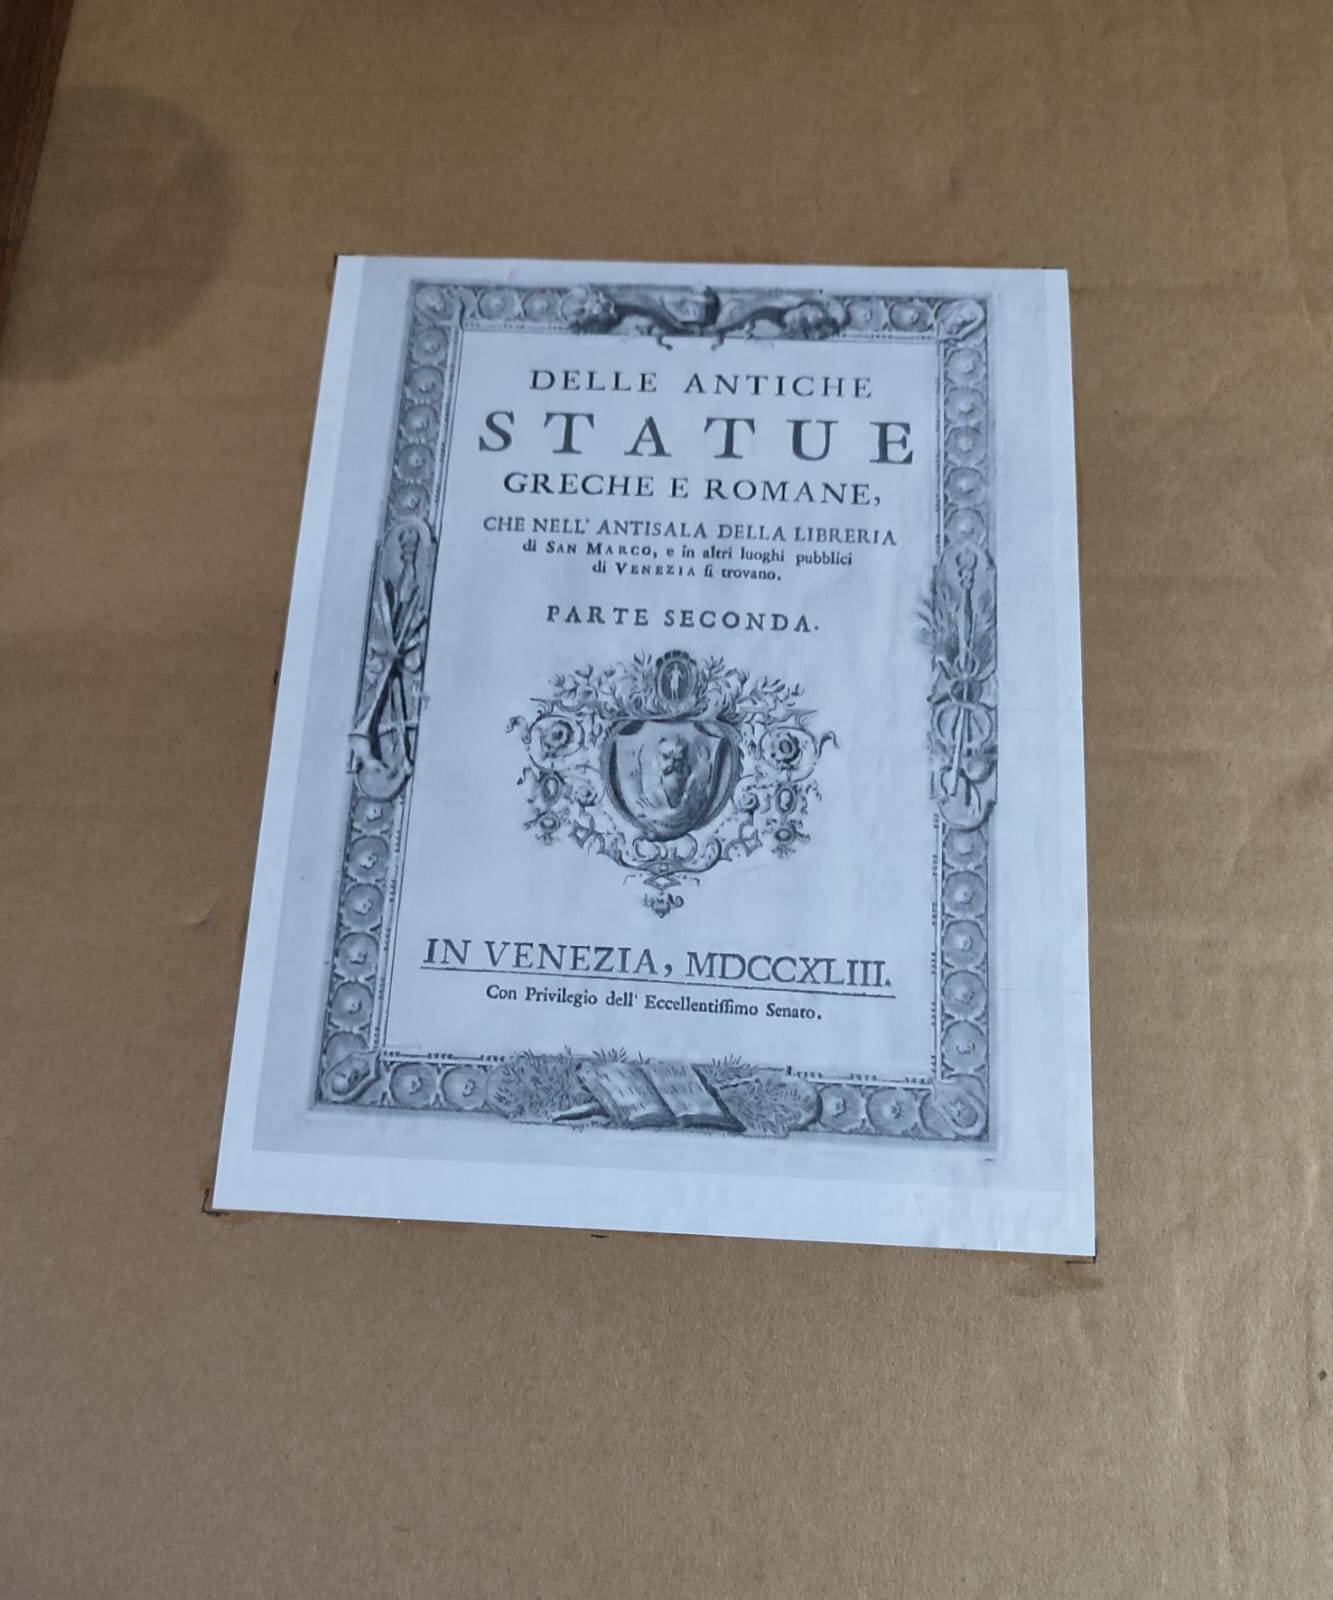 DELLE ANTICHE
STATUE
GRECHE E ROMANE,
CHE NELL' ANTISALA DELLA LIBRERIA
di SAN MARCO, e in altri luoghi pubblici
di VENEZIA ſi trovano.
PARTE SECONDA.
IN VENEZIA, MDCCXLIII.
Con Privilegio dell' Eccellentiſſimo Senato.